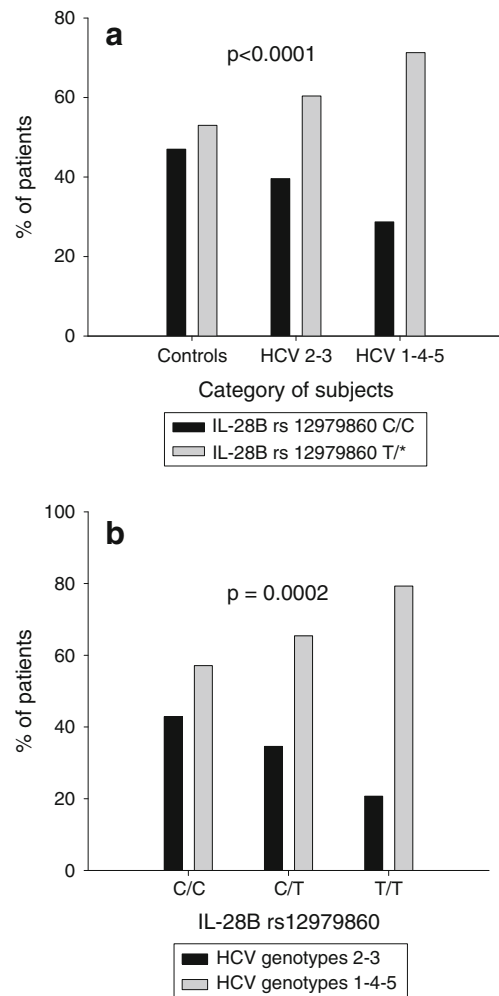 a
p<0.0001
80
60
40
20
0
% of patients
Controls HCV 2-3 HCV 1-4-5
Category of subjects
IL-28B rs 12979860 C/C
IL-28B rs 12979860 T/*
b
p = 0.0002
100
80
60
40
20
0
% of patients
C/C C/T T/T
IL-28B rs12979860
HCV genotypes 2-3
HCV genotypes 1-4-5